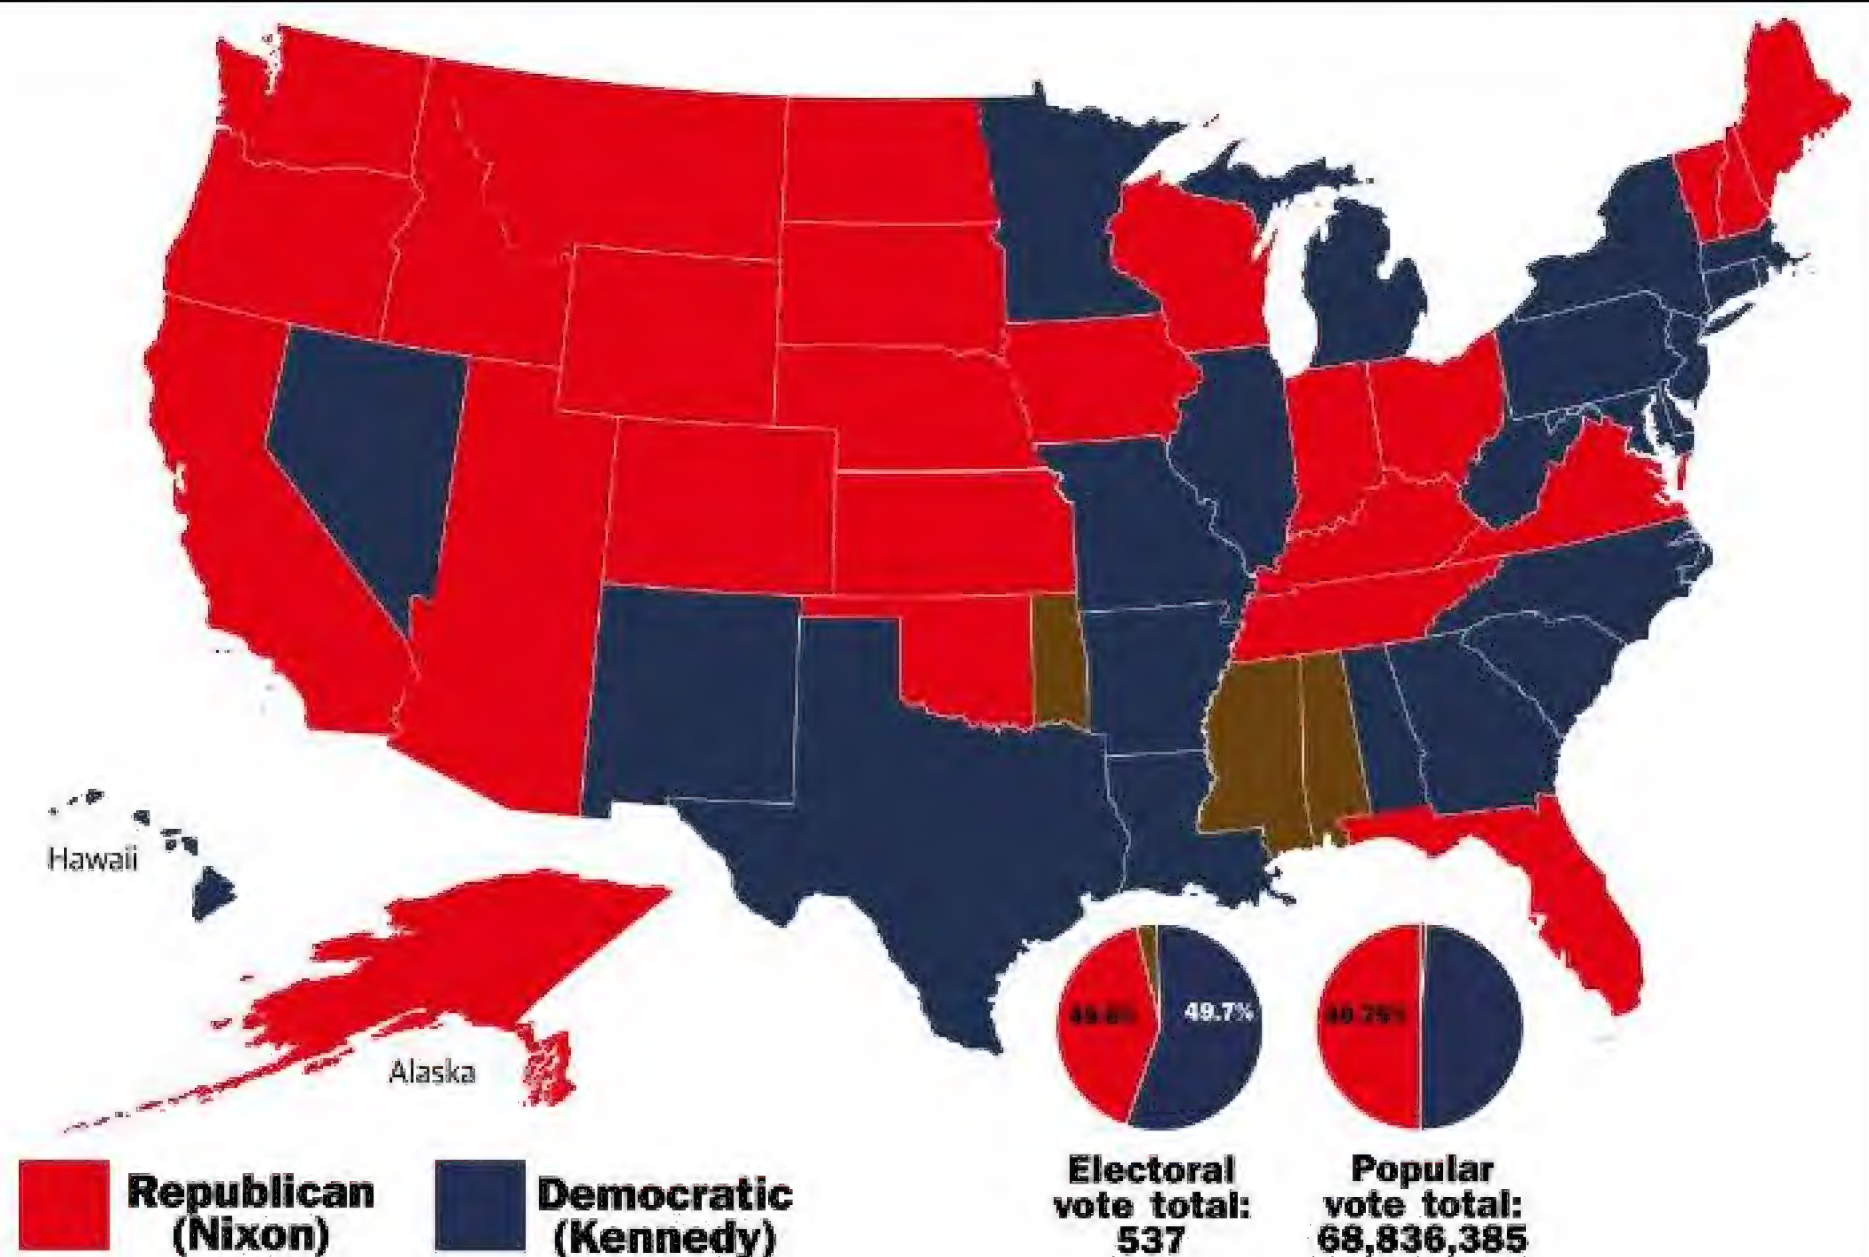 Hawaii
Alaska
49.7%
Republican
(Nixon)
Democratic
(Kennedy)
Electoral
vote total:
537
Popular
vote total:
68,836,385